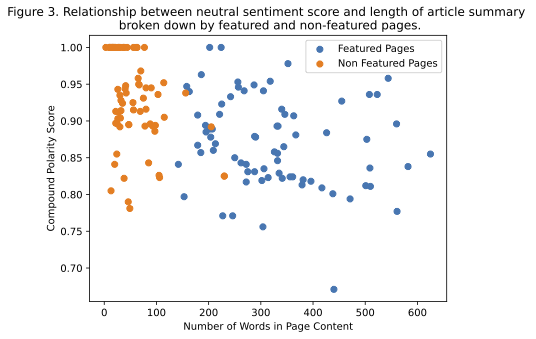 Figure 3. Relationship between neutral sentiment score and length of article summary
broken down by featured and non-featured pages.
Featured Pages
Non Featured Pages
Compound Polarity Score
1.00
0.95
0.90
0.85
0.80
0.75
0.70
0
100
200
300
400
500
600
Number of Words in Page Content